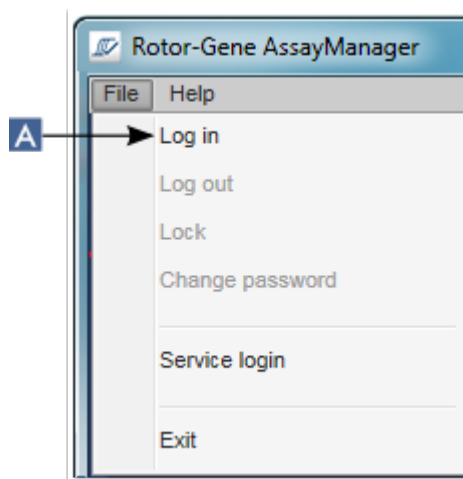 Rotor-Gene AssayManager
File Help
A
Log in
Log out
Lock
Change password
Service login
Exit